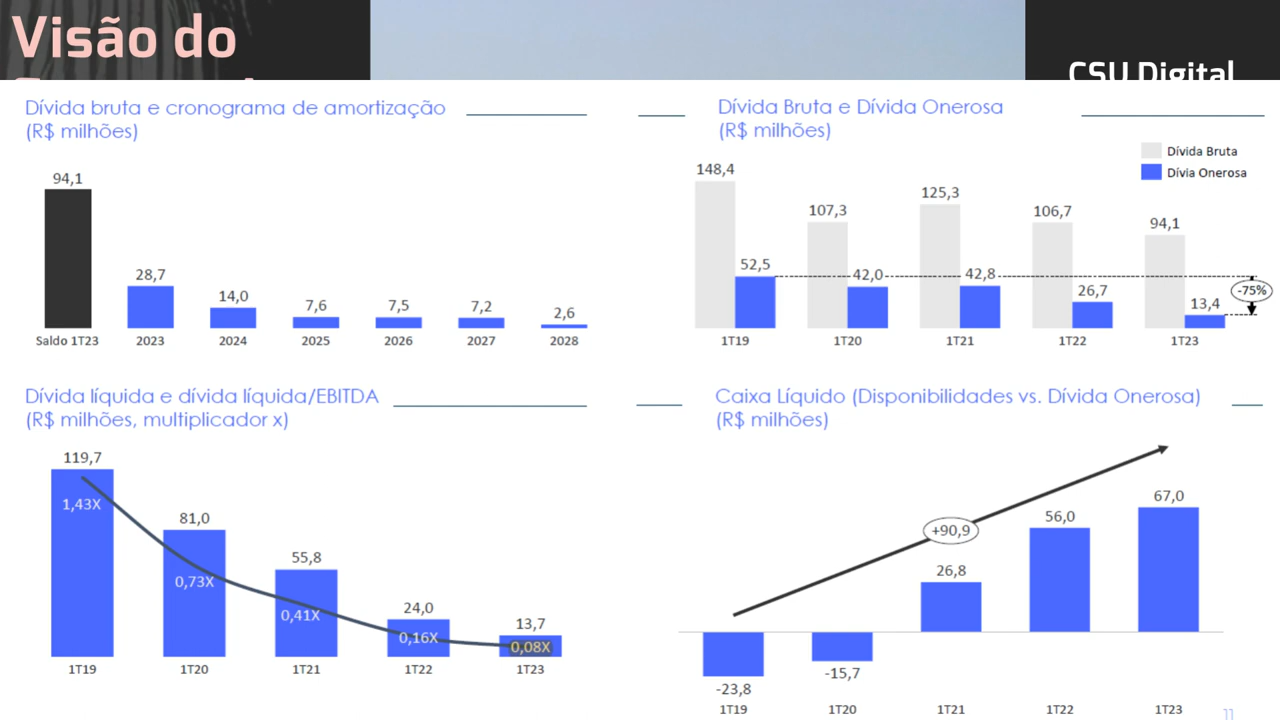 Visão do
CSU Digital
Dívida bruta e cronograma de amortização
(R$ milhões)
94,1
28,7
14,0
7,6
7,5
7,2
2,6
Saldo 1T23
2023
2024
2025
2026
2027
2028
Dívida Bruta e Dívida Onerosa
(R$ milhões)
Dívida Bruta
Dívia Onerosa
148,4
52,5
107,3
42,0
125,3
42,8
106,7
26,7
94,1
13,4
-75%
1T19
1T20
1T21
1T22
1T23
Dívida líquida e dívida líquida/EBITDA
(R$ milhões, multiplicador x)
119,7
81,0
55,8
24,0
13,7
1,43X
0,73X
0,41X
0,16X
0,08X
1T19
1T20
1T21
1T22
1T23
Caixa Líquido (Disponibilidades vs. Dívida Onerosa)
(R$ milhões)
+90,9
-23,8
-15,7
26,8
56,0
67,0
1T19
1T20
1T21
1T22
1T23
11